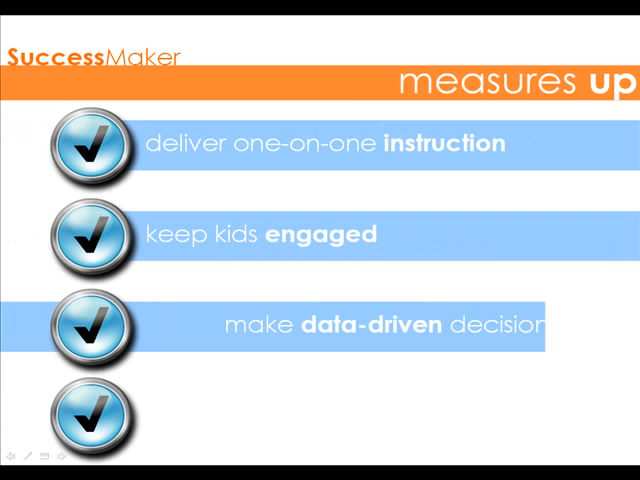 SuccessMaker
measures up
deliver one-on-one instruction
keep kids engaged
make data-driven decision